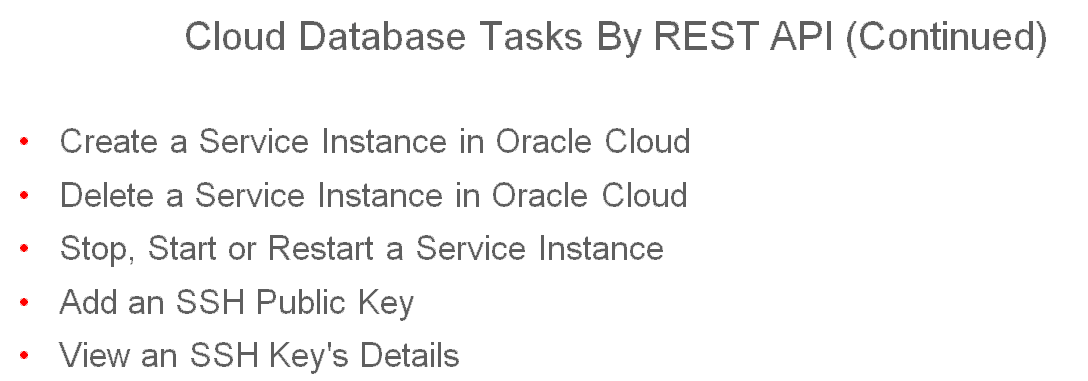 Cloud Database Tasks By REST API (Continued)
• Create a Service Instance in Oracle Cloud
• Delete a Service Instance in Oracle Cloud
• Stop, Start or Restart a Service Instance
• Add an SSH Public Key
• View an SSH Key's Details